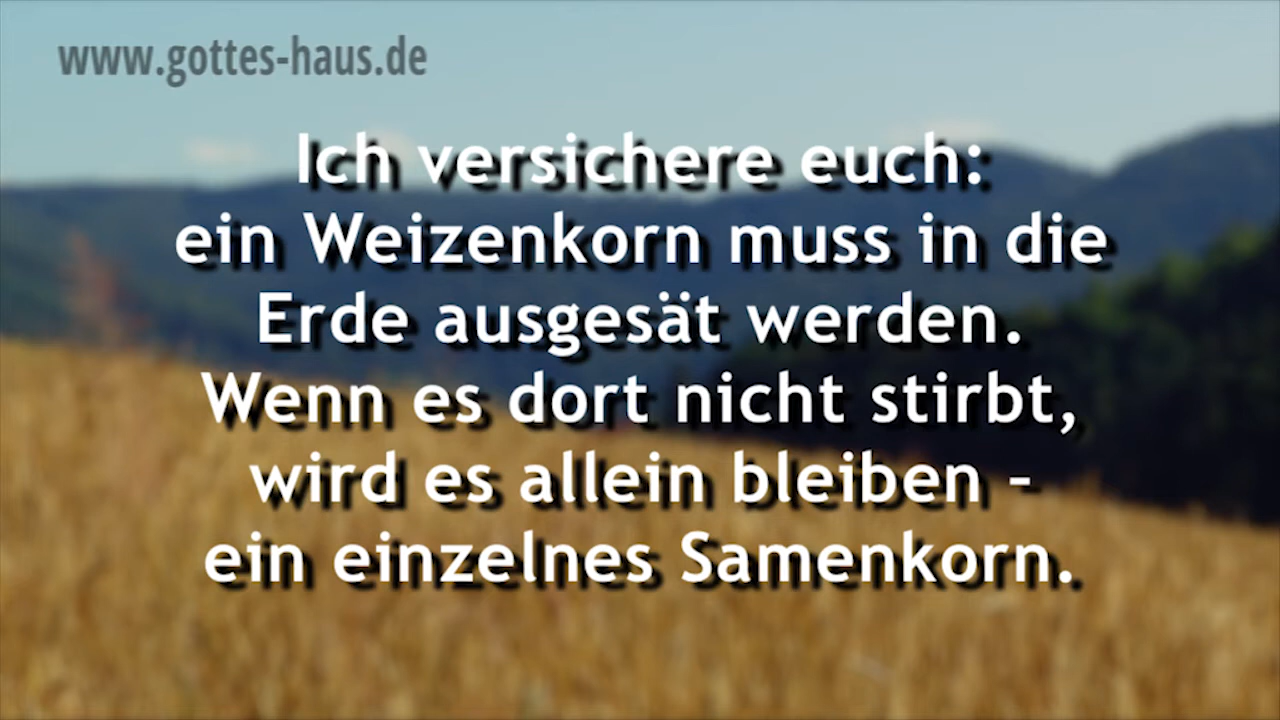 www.gottes-haus.de
Ich versichere euch:
ein Weizenkorn muss in die
Erde ausgesät werden.
Wenn es dort nicht stirbt,
wird es allein bleiben –
ein einzelnes Samenkorn.